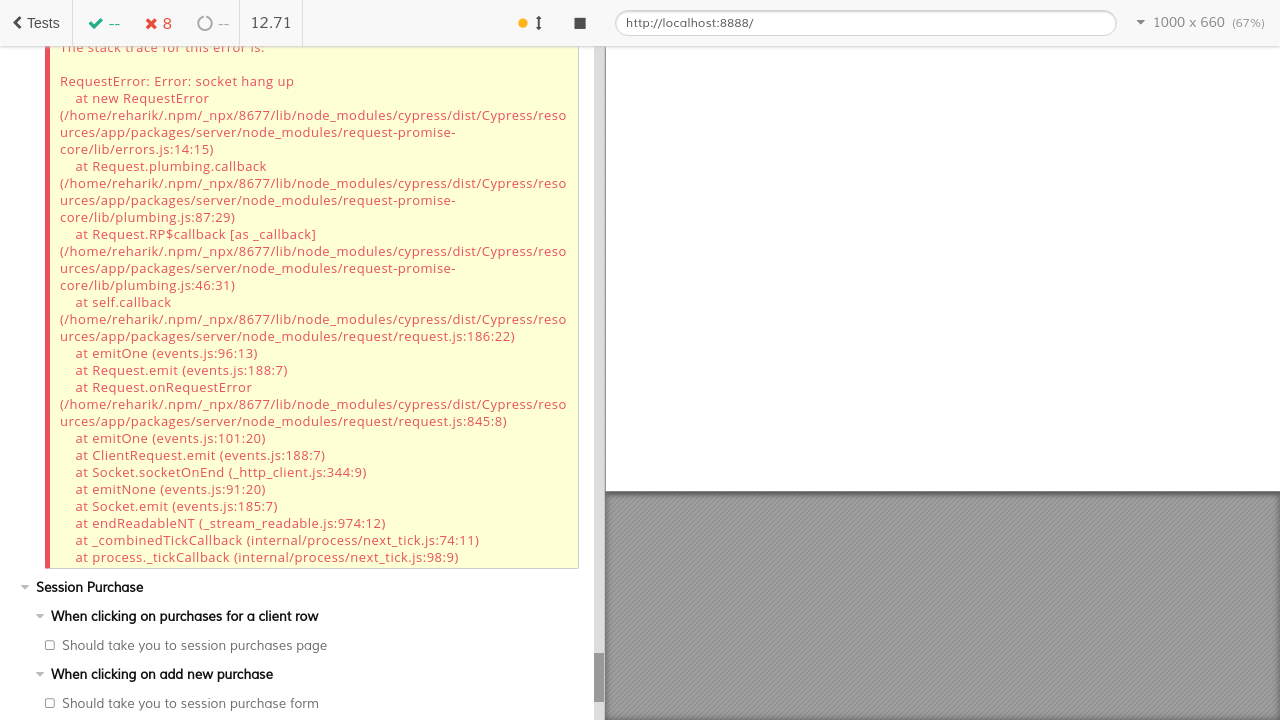 Tests -- 8 -- 12.71 http://localhost:8888/ 1000 x 660 (67%)
The stack trace for this error is:
RequestError: Error: socket hang up
at new RequestError
(/home/reharik/.npm/_npx/8677/lib/node_modules/cypress/dist/Cypress/reso
urces/app/packages/server/node_modules/request-promise-
core/lib/errors.js:14:15)
at Request.plumbing.callback
(/home/reharik/.npm/_npx/8677/lib/node_modules/cypress/dist/Cypress/reso
urces/app/packages/server/node_modules/request-promise-
core/lib/plumbing.js:87:29)
at Request.RP$callback [as _callback]
(/home/reharik/.npm/_npx/8677/lib/node_modules/cypress/dist/Cypress/reso
urces/app/packages/server/node_modules/request-promise-
core/lib/plumbing.js:46:31)
at self.callback
(/home/reharik/.npm/_npx/8677/lib/node_modules/cypress/dist/Cypress/reso
urces/app/packages/server/node_modules/request/request.js:186:22)
at emitOne (events.js:96:13)
at Request.emit (events.js:188:7)
at Request.onRequestError
(/home/reharik/.npm/_npx/8677/lib/node_modules/cypress/dist/Cypress/reso
urces/app/packages/server/node_modules/request/request.js:845:8)
at emitOne (events.js:101:20)
at ClientRequest.emit (events.js:188:7)
at Socket.socketOnEnd (_http_client.js:344:9)
at emitNone (events.js:91:20)
at Socket.emit (events.js:185:7)
at endReadableNT (_stream_readable.js:974:12)
at _combinedTickCallback (internal/process/next_tick.js:74:11)
at process._tickCallback (internal/process/next_tick.js:98:9)
Session Purchase
When clicking on purchases for a client row
Should take you to session purchases page
When clicking on add new purchase
Should take you to session purchase form